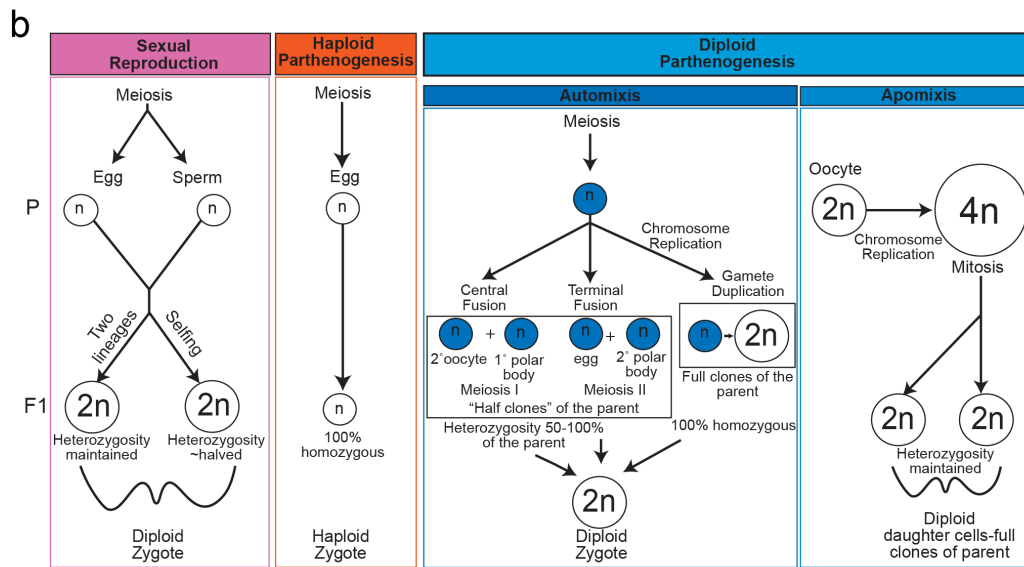 b
Sexual
Reproduction
Haploid
Parthenogenesis
Diploid
Parthenogenesis
Automixis
Apomixis
Meiosis
Egg
Sperm
P
n
n
Two
lineages
Selfing
F1
2n
2n
Heterozygosity
maintained
Heterozygosity
~halved
Diploid
Zygote
Meiosis
Egg
n
n
100%
homozygous
Haploid
Zygote
Meiosis
n
Chromosome
Replication
Central
Fusion
Terminal
Fusion
Gamete
Duplication
n + n
n + n
n
2n
2°oocyte
1° polar
body
egg
2° polar
body
Meiosis I
Meiosis II
"Half clones" of the parent
Full clones of the
parent
Heterozygosity 50-100%
of the parent
100% homozygous
2n
Diploid
Zygote
Oocyte
2n
4n
Chromosome
Replication
Mitosis
2n
2n
Heterozygosity
maintained
Diploid
daughter cells-full
clones of parent